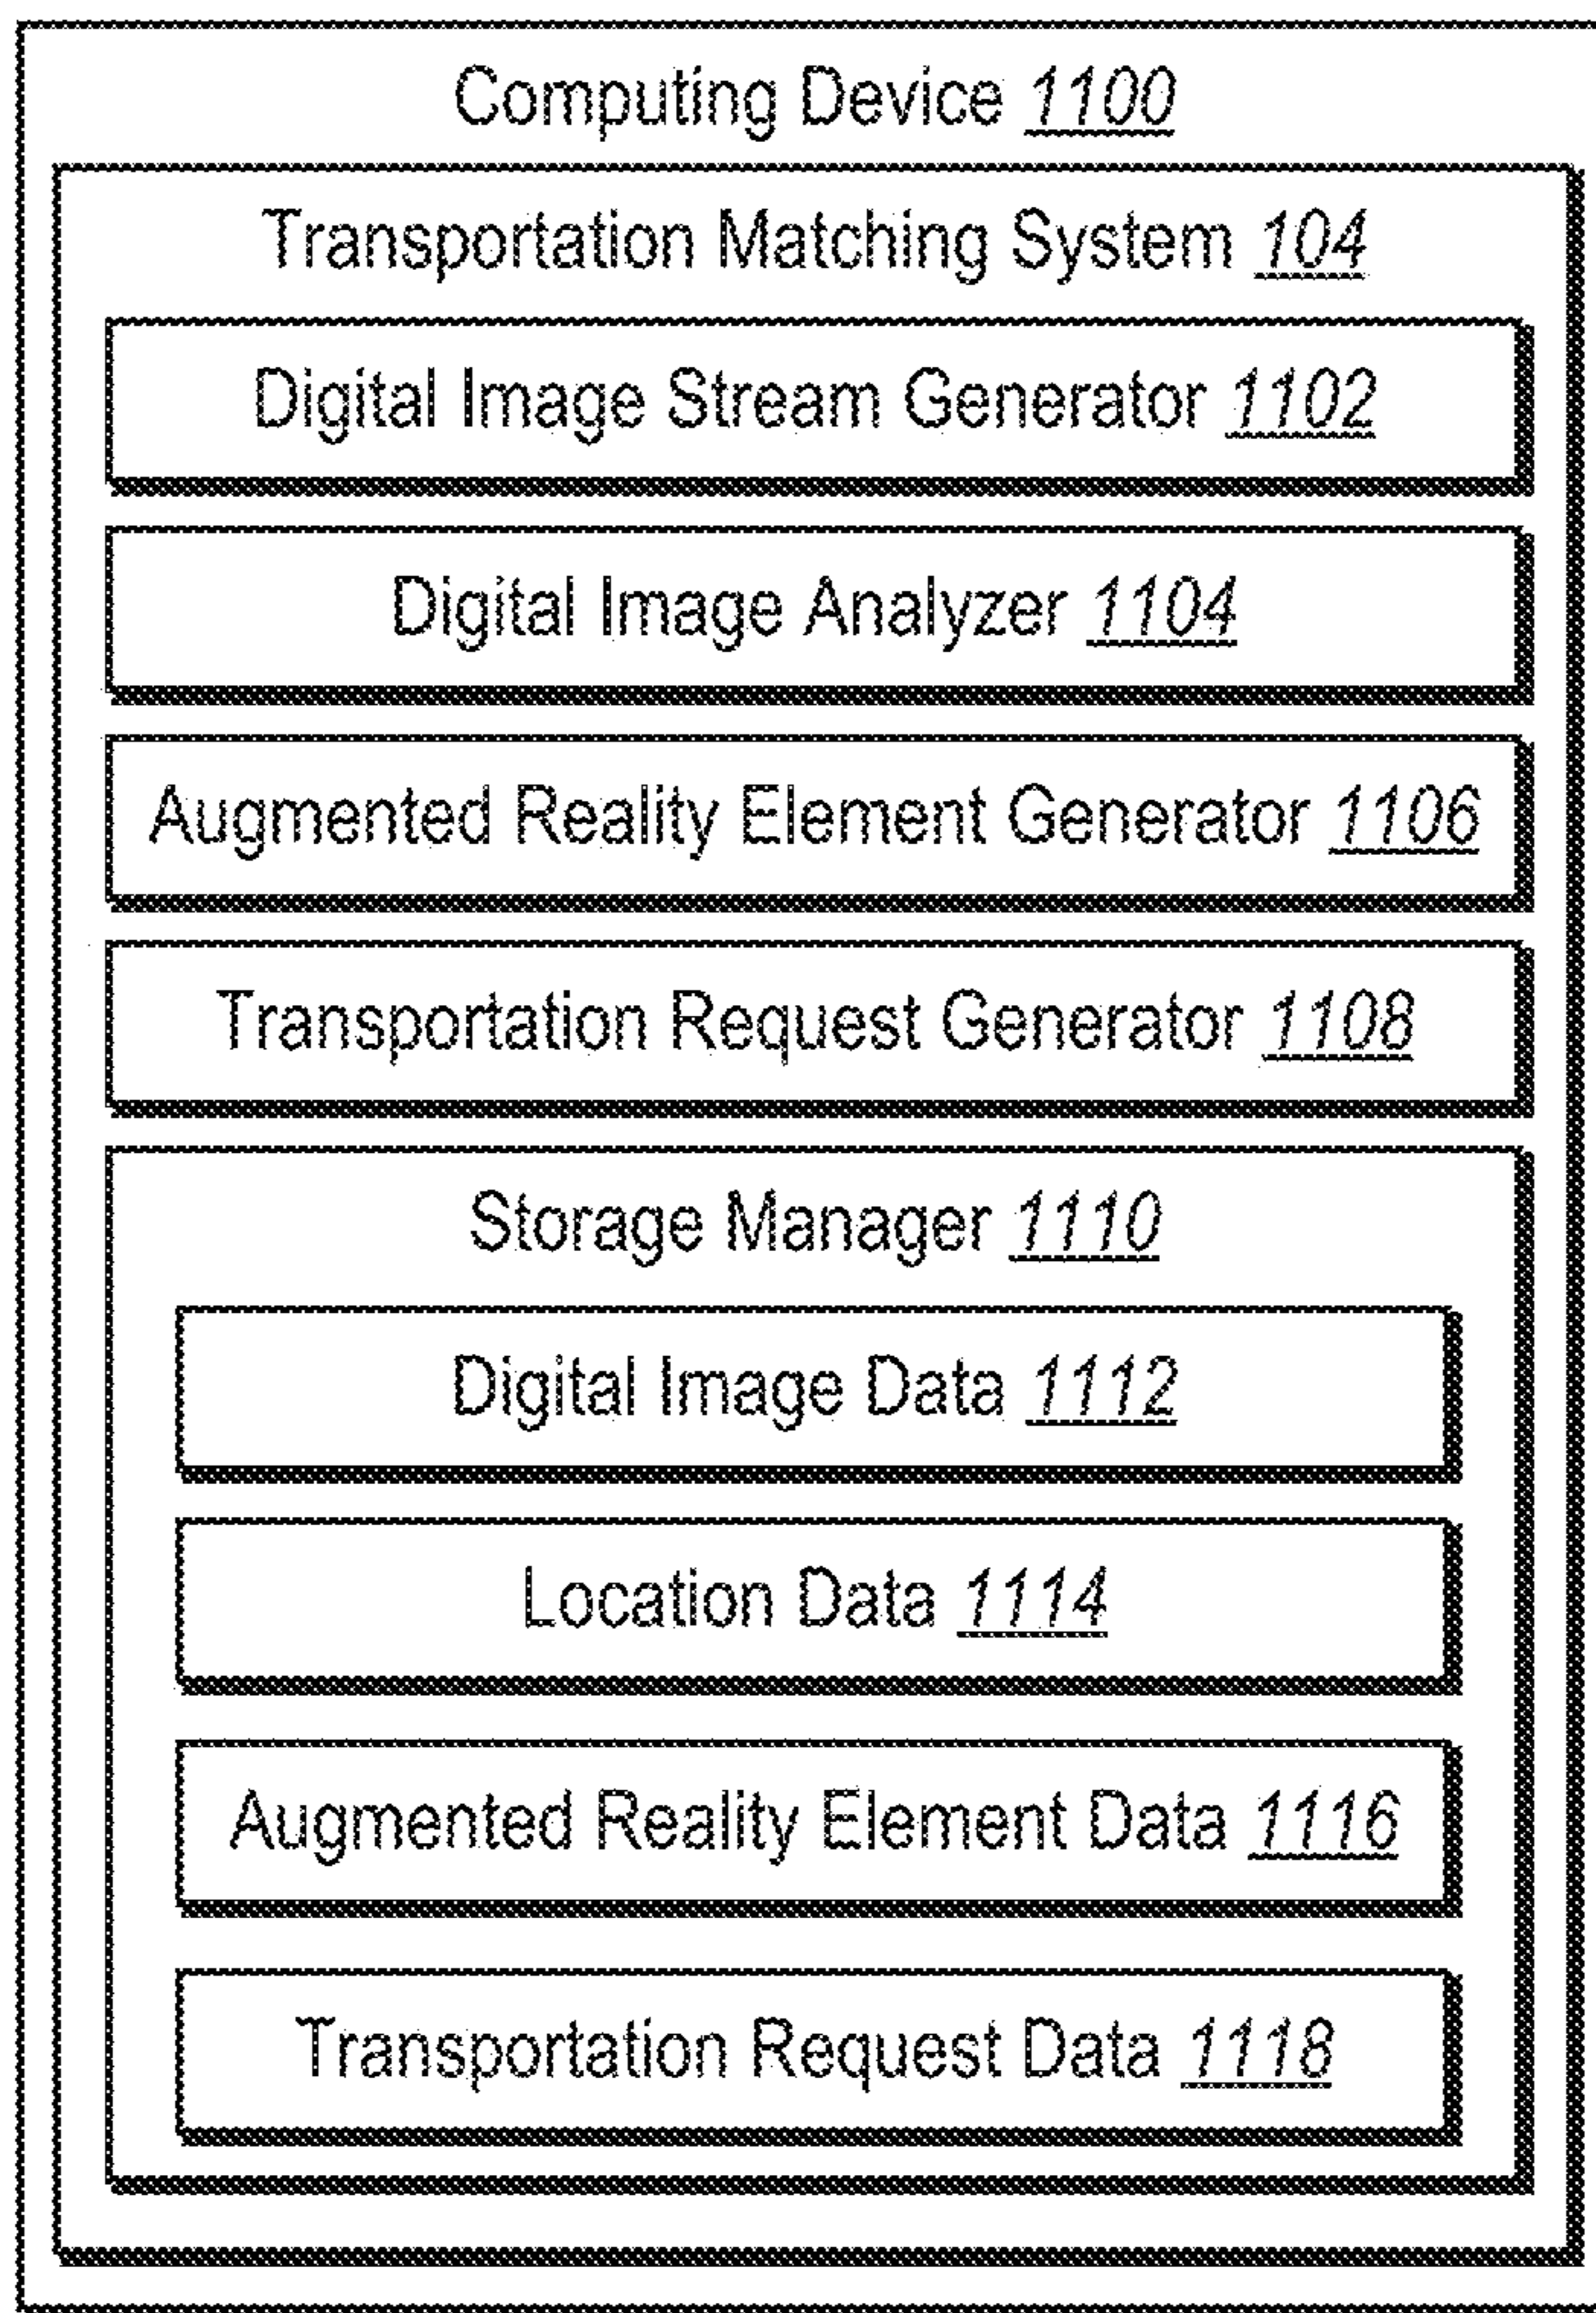 Computing Device 1100
Transportation Matching System 104
Digital Image Stream Generator 1102
Digital Image Analyzer 1104
Augmented Reality Element Generator 1106
Transportation Request Generator 1108
Storage Manager 1110
Digital Image Data 1112
Location Data 1114
Augmented Reality Element Data 1116
Transportation Request Data 1118